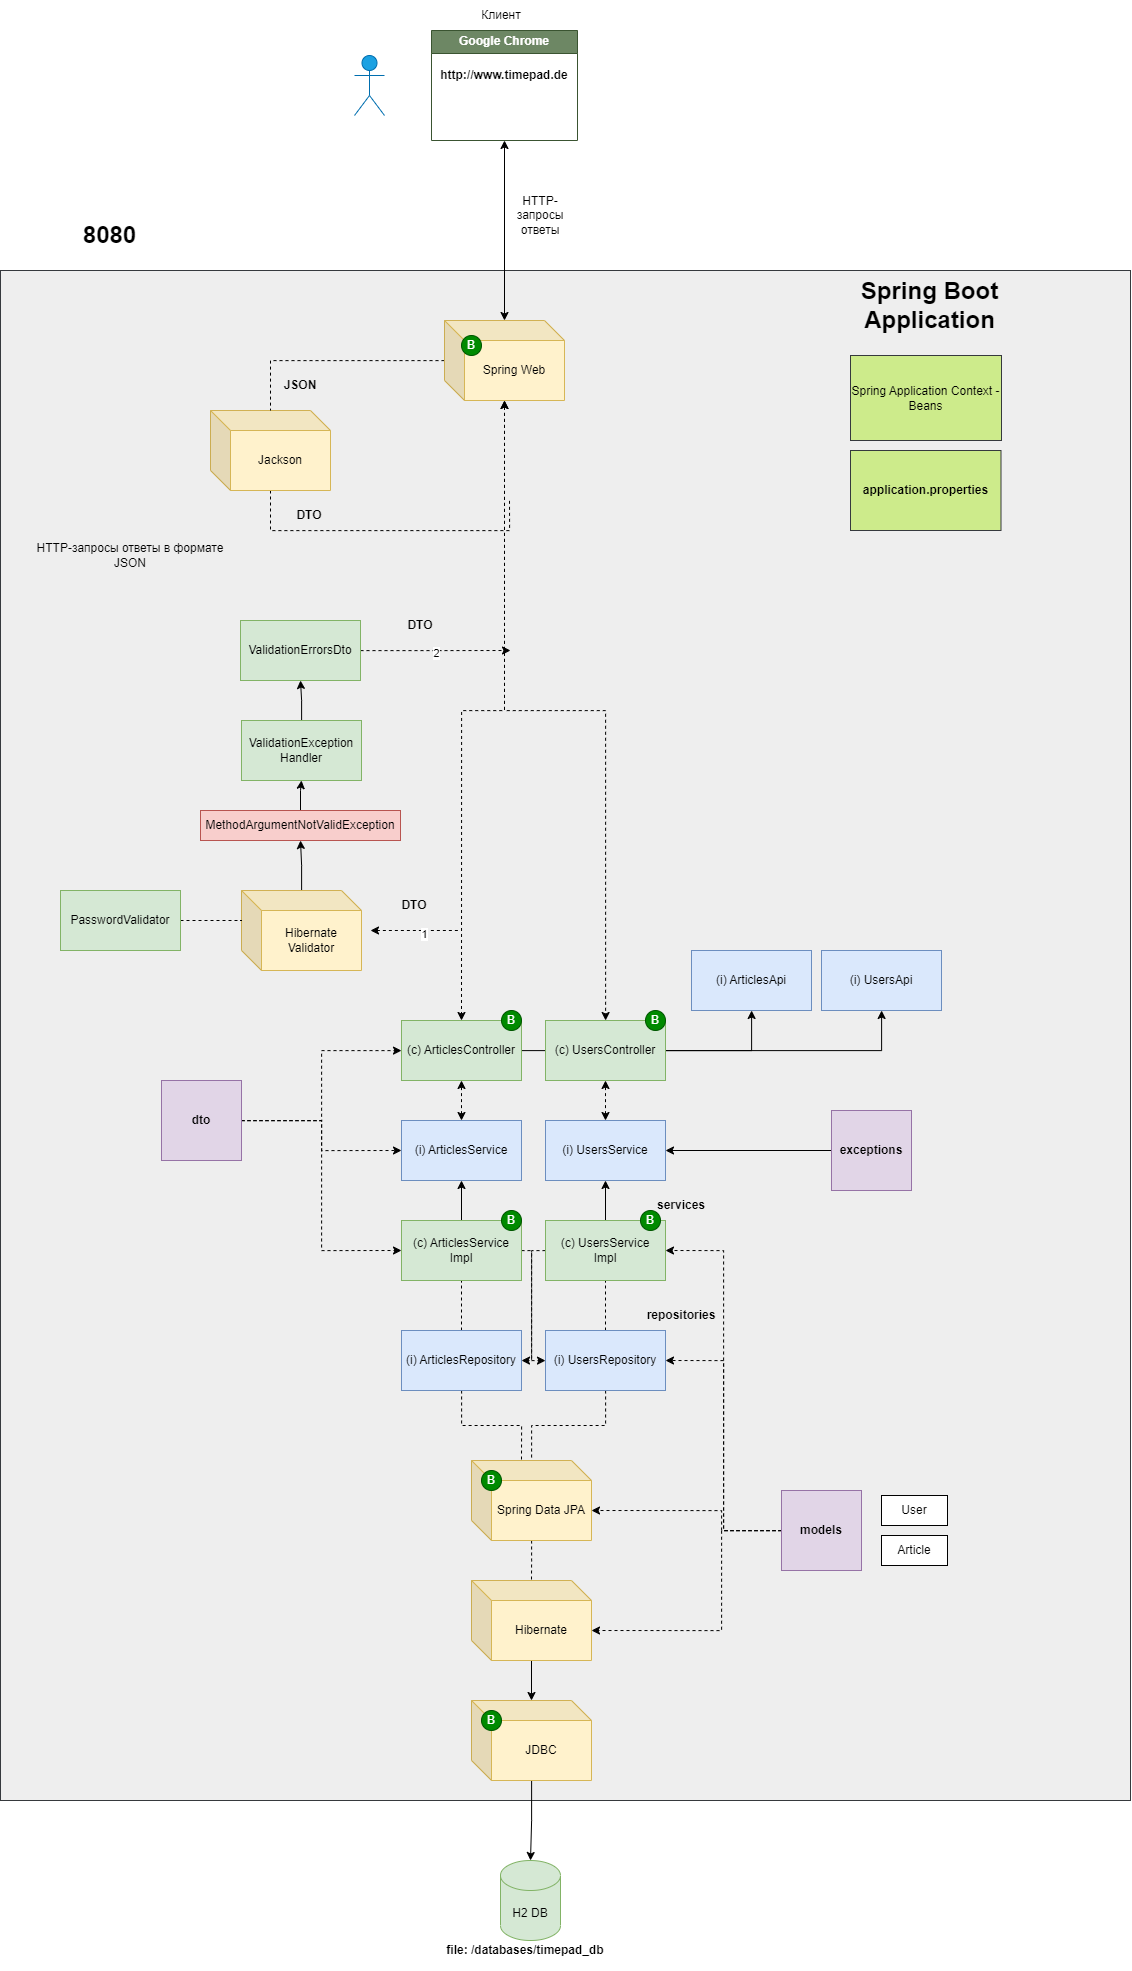 Клиент
Google Chrome
http://www.timepad.de
HTTP-
запросы
ответы
8080
Spring Boot
Application
B
Spring Web
JSON
Spring Application Context -
Beans
Jackson
application.properties
DTO
HTTP-запросы ответы в формате
JSON
DTO
ValidationErrorsDto
2
ValidationException
Handler
MethodArgumentNotValidException
DTO
PasswordValidator
Hibernate
Validator
1
(i) ArticlesApi
(i) UsersApi
B
B
(c) ArticlesController
(c) UsersController
dto
(i) ArticlesService
(i) UsersService
exceptions
services
B
B
(c) ArticlesService
Impl
(c) UsersService
Impl
repositories
(i) ArticlesRepository
(i) UsersRepository
B
Spring Data JPA
models
User
Article
Hibernate
B
JDBC
H2 DB
file: /databases/timepad_db